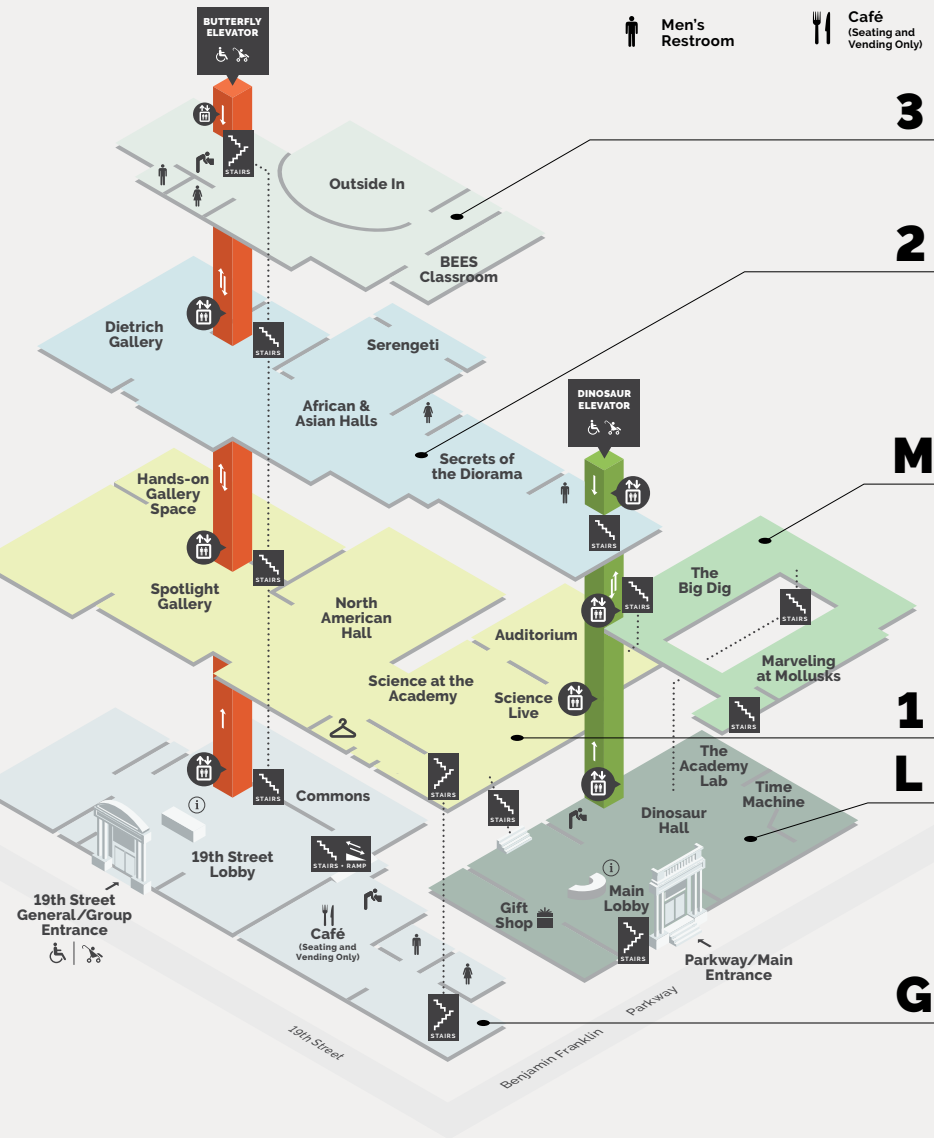 BUTTERFLY
ELEVATOR
Men's
Restroom
Café
(Seating and
Vending Only)
3
STAIRS
Outside In
BEES
Classroom
2
Dietrich
Gallery
STAIRS
Serengeti
African &
Asian Halls
DINOSAUR
ELEVATOR
Secrets of
the Diorama
M
Hands-on
Gallery
Space
STAIRS
STAIRS
Spotlight
Gallery
North
American
Hall
Auditorium
STAIRS
The
Big Dig
STAIRS
Marveling
at Mollusks
Science at the
Academy
Science
Live
STAIRS
1
STAIRS
STAIRS
Commons
STAIRS
The
Academy
Lab
Time
Machine
L
Dinosaur
Hall
i
STAIRS + RAMP
19th Street
Lobby
i
Main
Lobby
19th Street
General/Group
Entrance
Café
(Seating and
Vending Only)
Gift
Shop
STAIRS
Parkway/Main
Entrance
G
STAIRS
19th Street
Benjamin Franklin Parkway